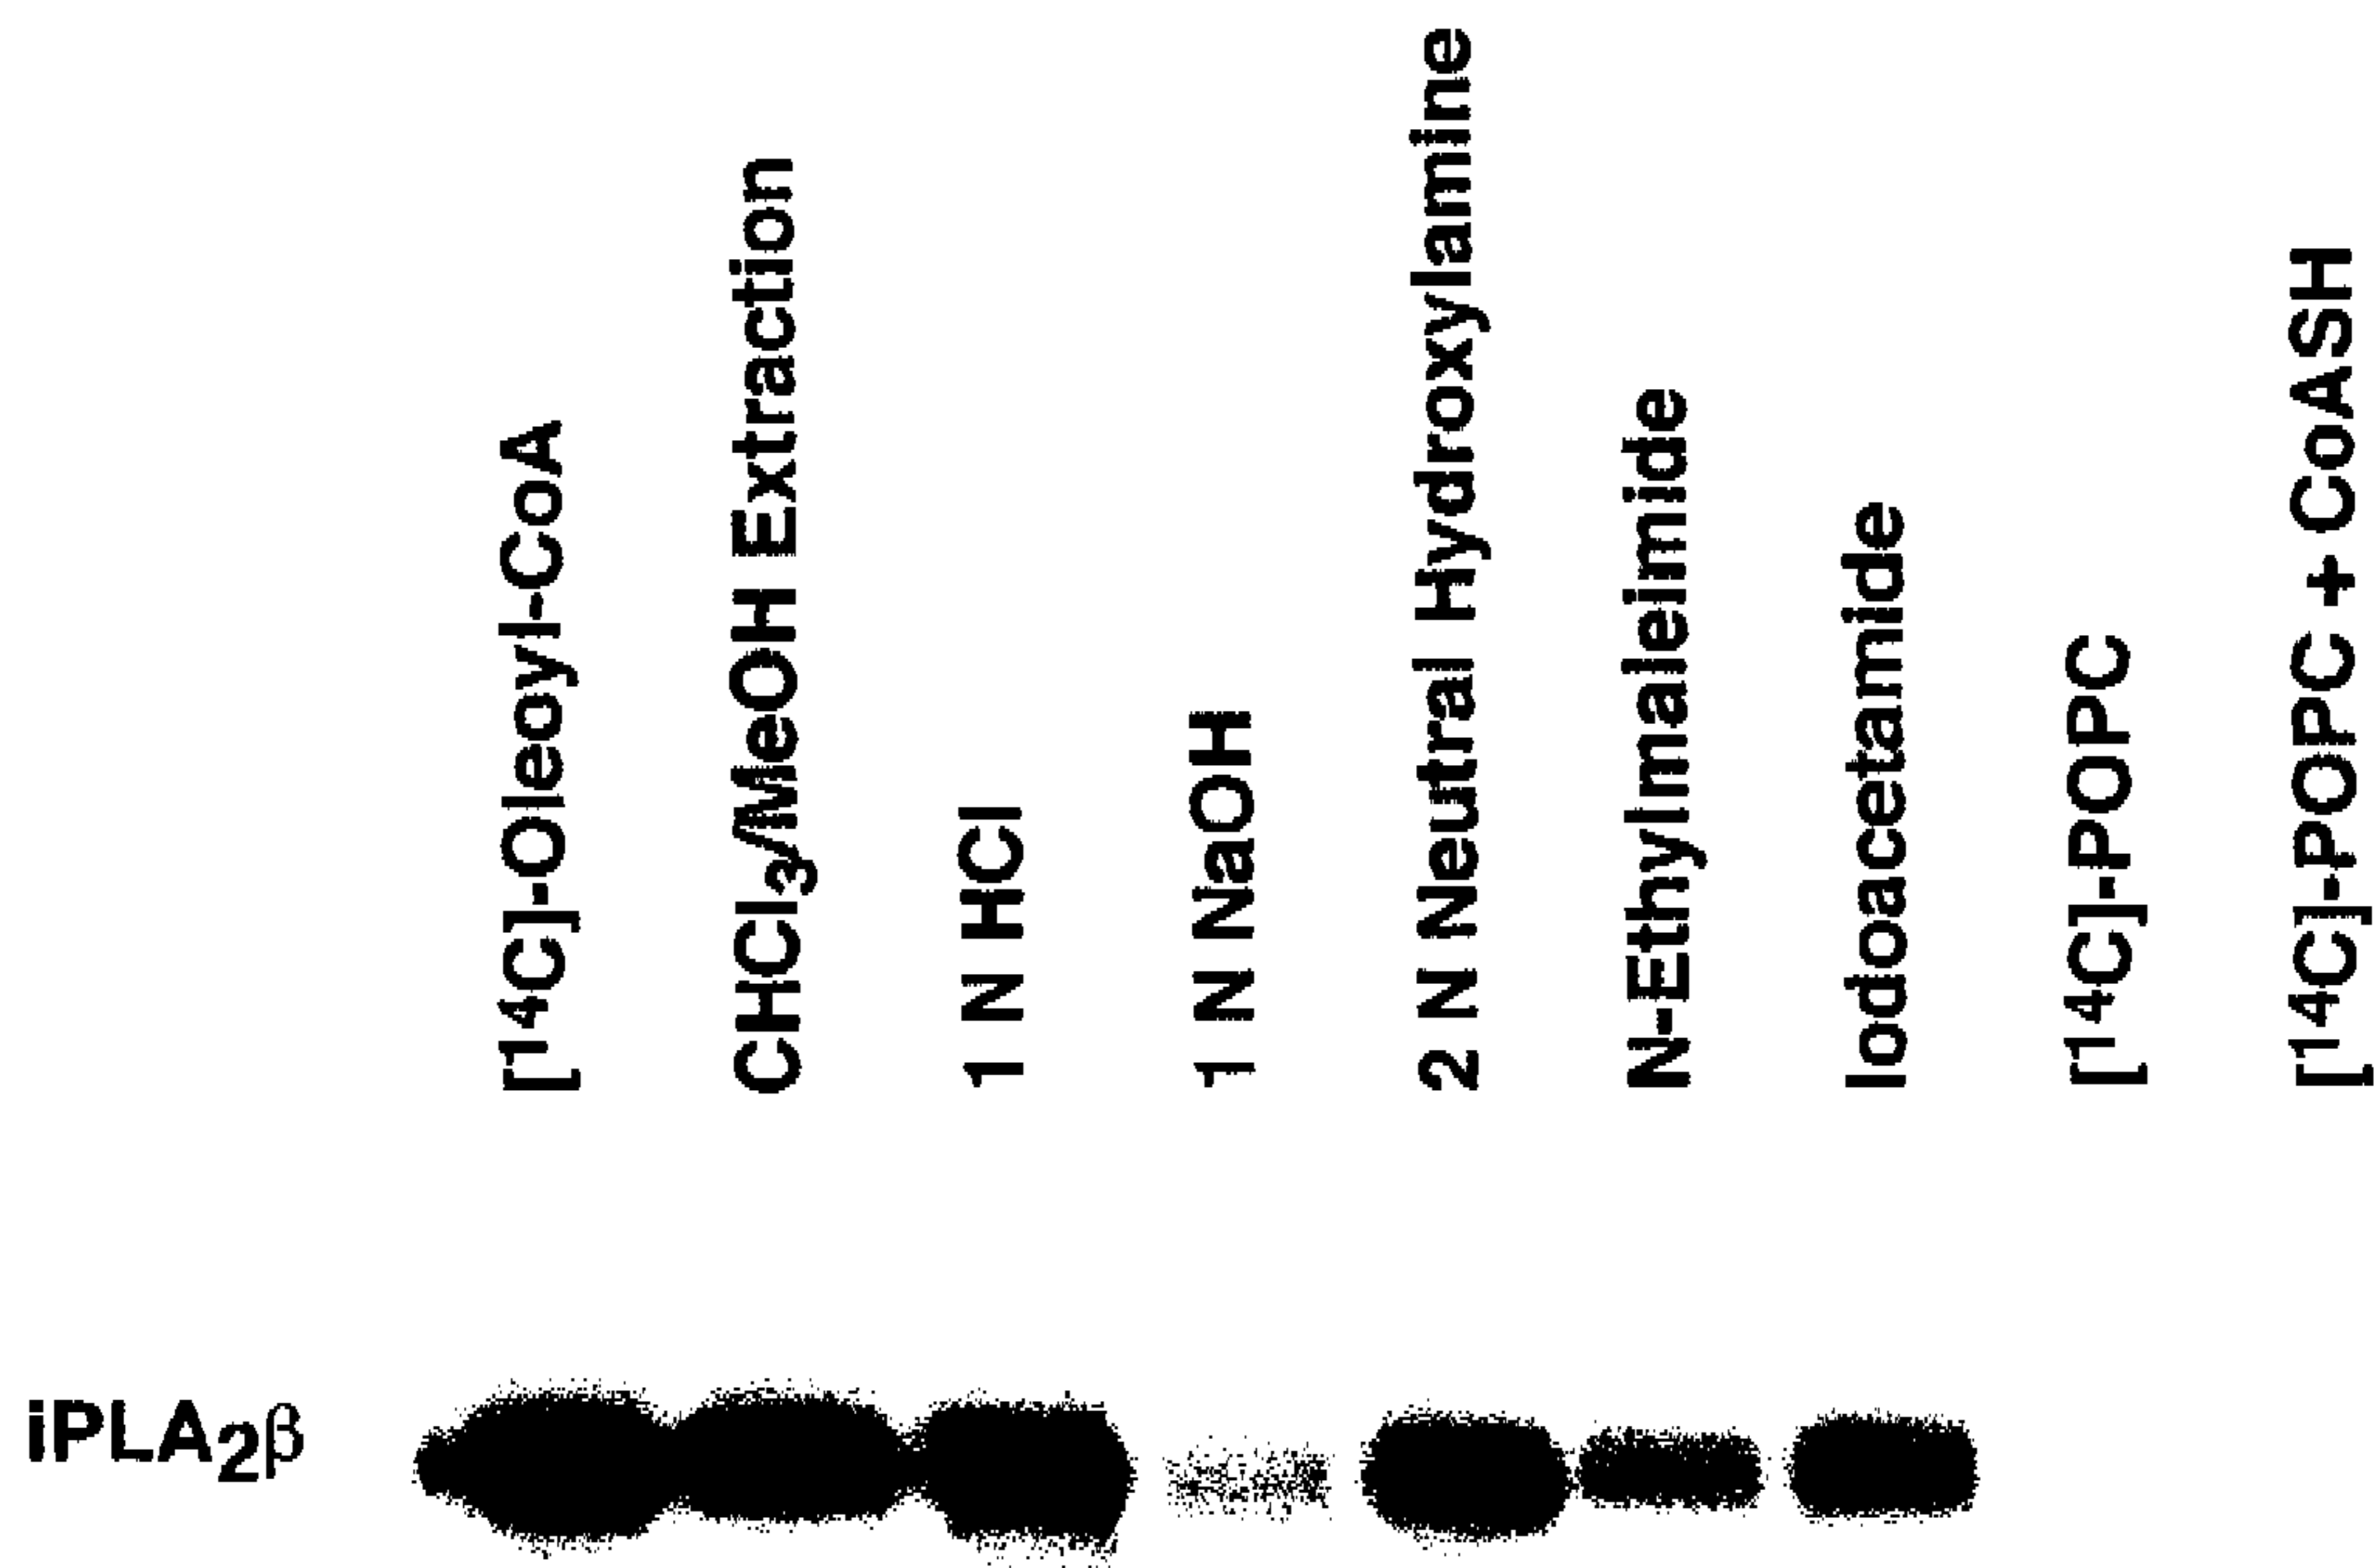 [¹⁴C]-Oleoyl-CoA
CHCl₃/MeOH Extraction
1 N HCl
1 N NaOH
2 N Neutral Hydroxylamine
N-Ethylmaleimide
Iodoacetamide
[¹⁴C]-POPC
[¹⁴C]-POPC + CoASH
iPLA₂β